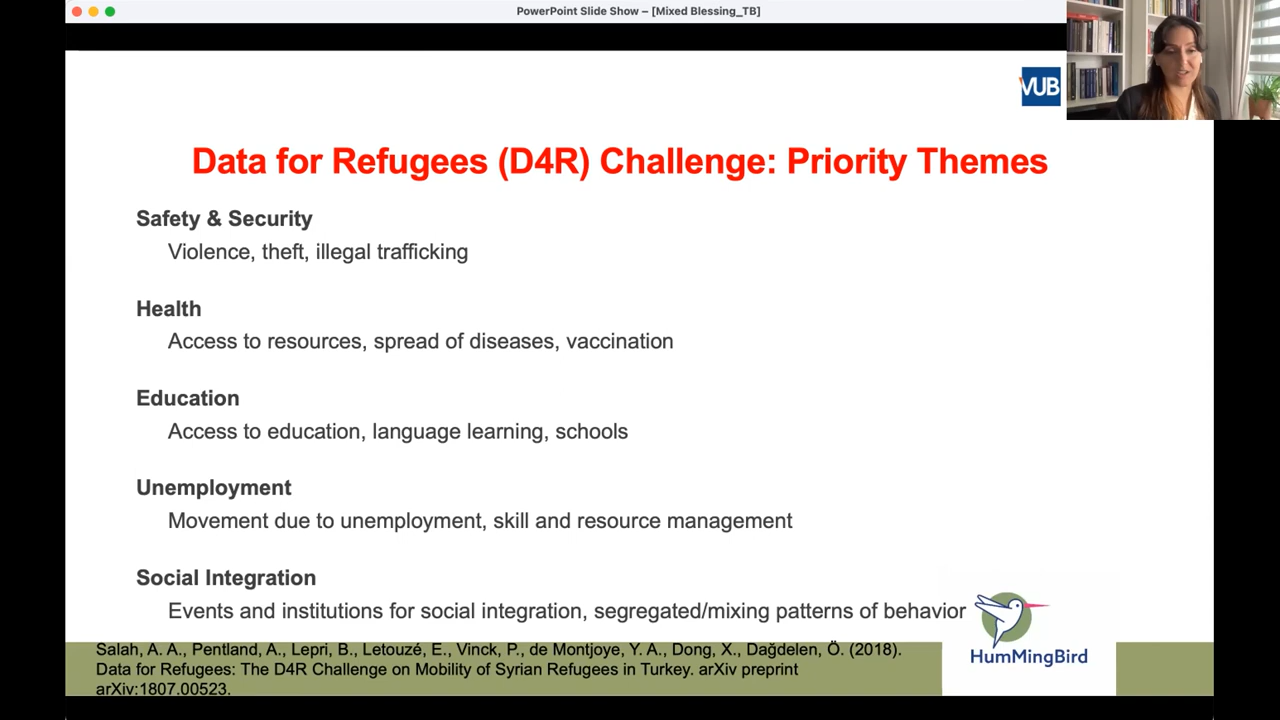 PowerPoint Slide Show – [Mixed Blessing_TB]
VUB
Data for Refugees (D4R) Challenge: Priority Themes
Safety & Security
Violence, theft, illegal trafficking
Health
Access to resources, spread of diseases, vaccination
Education
Access to education, language learning, schools
Unemployment
Movement due to unemployment, skill and resource management
Social Integration
Events and institutions for social integration, segregated/mixing patterns of behavior
Salah, A. A., Pentland, A., Lepri, B., Letouzé, E., Vinck, P., de Montjoye, Y. A., Dong, X., Dağdelen, Ö. (2018).
Data for Refugees: The D4R Challenge on Mobility of Syrian Refugees in Turkey. arXiv preprint
arXiv:1807.00523.
HumMingBird